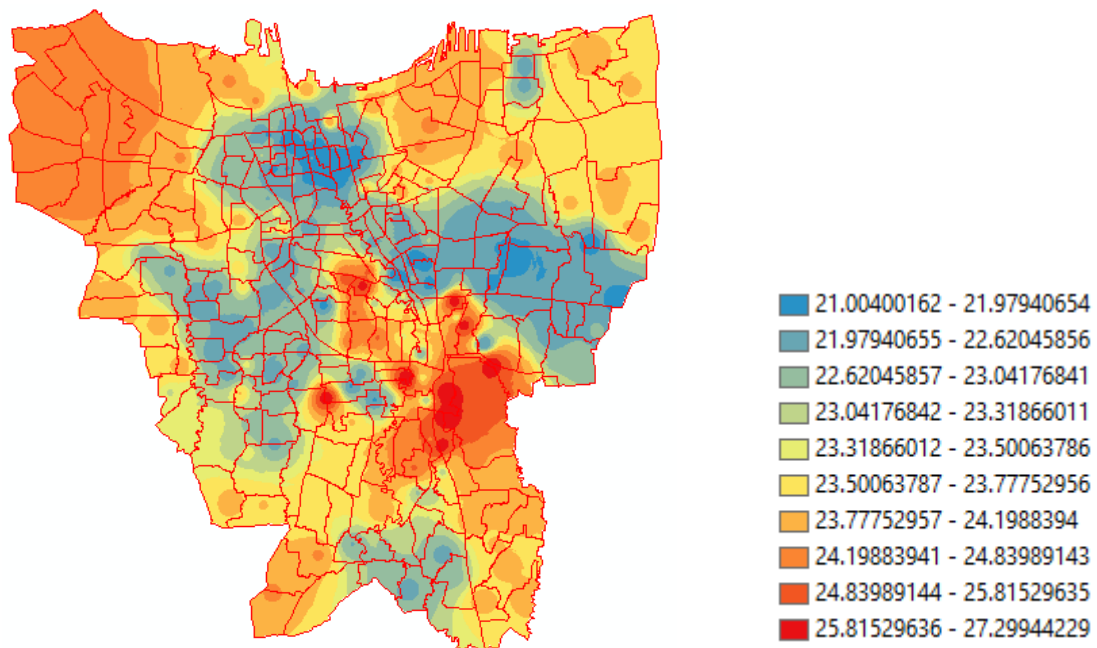 21.00400162 - 21.97940654
21.97940655 - 22.62045856
22.62045857 - 23.04176841
23.04176842 - 23.31866011
23.31866012 - 23.50063786
23.50063787 - 23.77752956
23.77752957 - 24.1988394
24.19883941 - 24.83989143
24.83989144 - 25.81529635
25.81529636 - 27.29944229